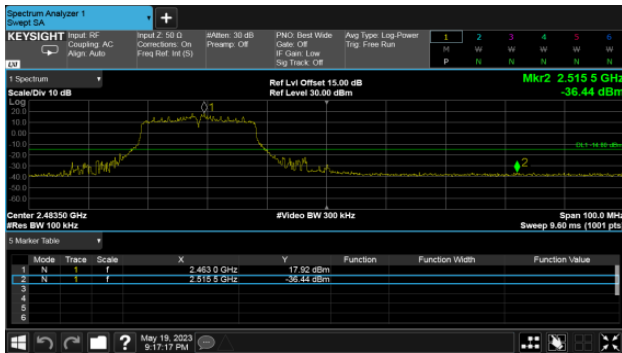 Spectrum Analyzer 1
Swept SA
KEYSIGHT Input: RF Input Z: 50 Ω #Atten: 30 dB PNO: Best Wide Avg Type: Log-Power 1 2 3 4 5 6
Coupling: AC Corrections: On Preamp: Off Gate: Off Trig: Free Run M W W W W W
Align: Auto Freq Ref: Int (S) IF Gain: Low P N N N N N
Sig Track: Off
LXI
1 Spectrum Ref Lvl Offset 15.00 dB Mkr2 2.515 5 GHz
Scale/Div 10 dB Ref Level 30.00 dBm -36.44 dBm
Log
20.0
10.0
0.00
-10.0
-20.0
-30.0
-40.0
-50.0
-60.0
1
2
Center 2.48350 GHz #Video BW 300 kHz Span 100.0 MHz
#Res BW 100 kHz Sweep 9.60 ms (1001 pts)
5 Marker Table
Mode Trace Scale X Y Function Function Width Function Value
1 N 1 f 2.463 0 GHz 17.92 dBm
2 N 1 f 2.515 5 GHz -36.44 dBm
3
4
5
6
May 19, 2023
9:17:17 PM